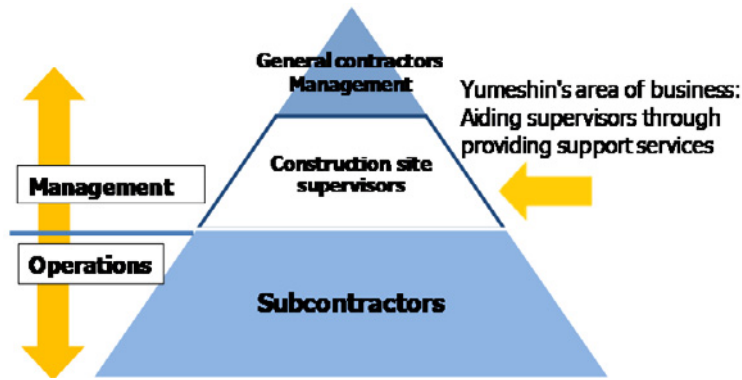 General contractors
Management
Yumeshin's area of business:
Aiding supervisors through
providing support services
Construction site
supervisors
Management
Operations
Subcontractors